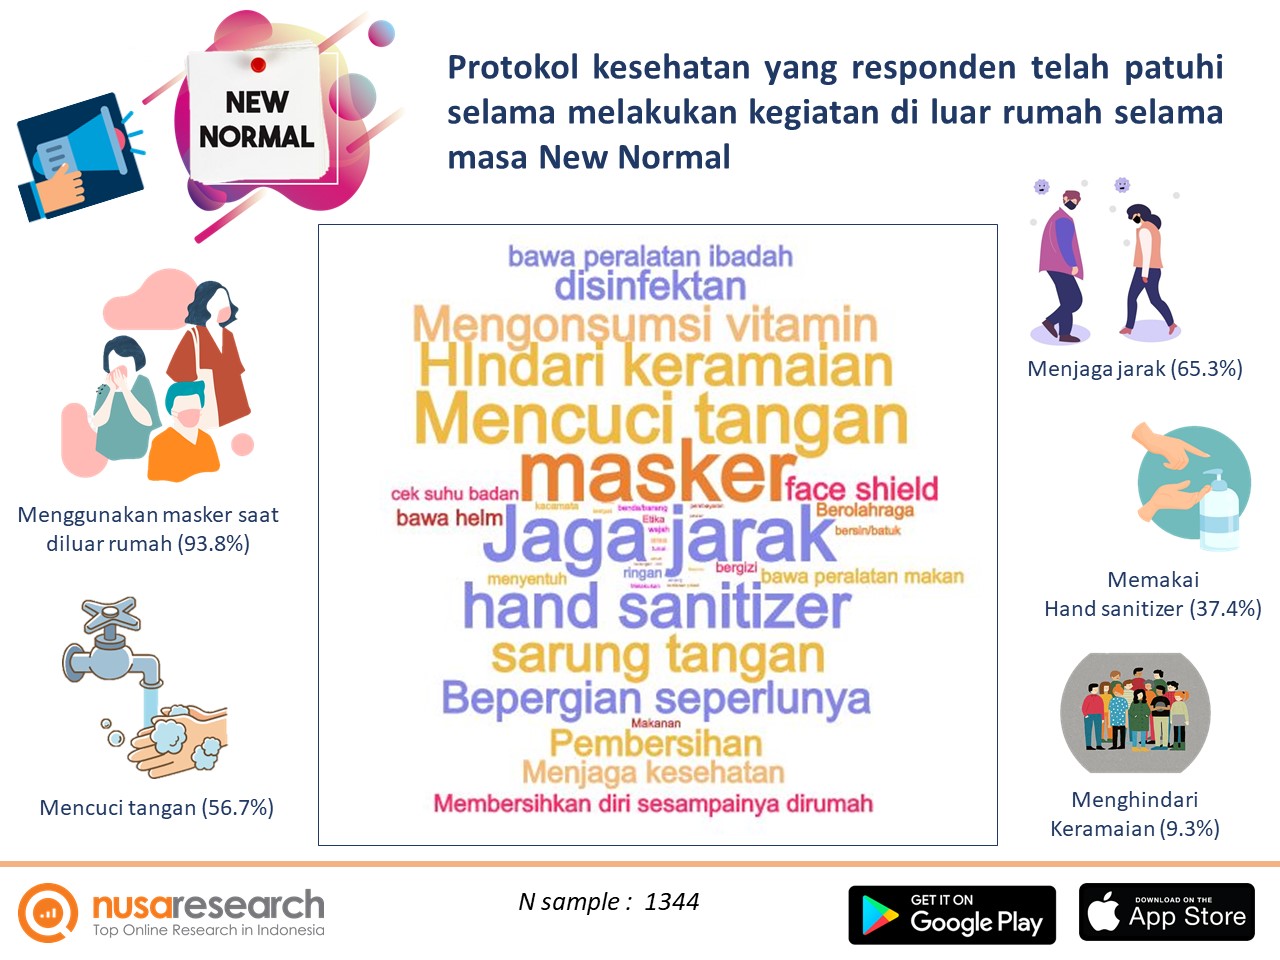 NEW
NORMAL
Protokol kesehatan yang responden telah patuhi
selama melakukan kegiatan di luar rumah selama
masa New Normal
Menggunakan masker saat
diluar rumah (93.8%)
Mencuci tangan (56.7%)
bawa peralatan ibadah
disinfektan
Mengonsumsi vitamin
HIndari keramaian
Mencuci tangan
masker
cek suhu badan
face shield
kacamata
benda/barang
Berolahraga
bawa helm
Etika
Jaga jarak
bersin/batuk
wajah
ringan
bergizi
menyentuh
bawa peralatan makan
hand sanitizer
sarung tangan
Bepergian seperlunya
Makanan
Pembersihan
Menjaga kesehatan
Membersihkan diri sesampainya dirumah
Menjaga jarak (65.3%)
Memakai
Hand sanitizer (37.4%)
Menghindari
Keramaian (9.3%)
nusaresearch
Top Online Research in Indonesia
N sample : 1344
GET IT ON
Google Play
DOWNLOAD ON THE
App Store